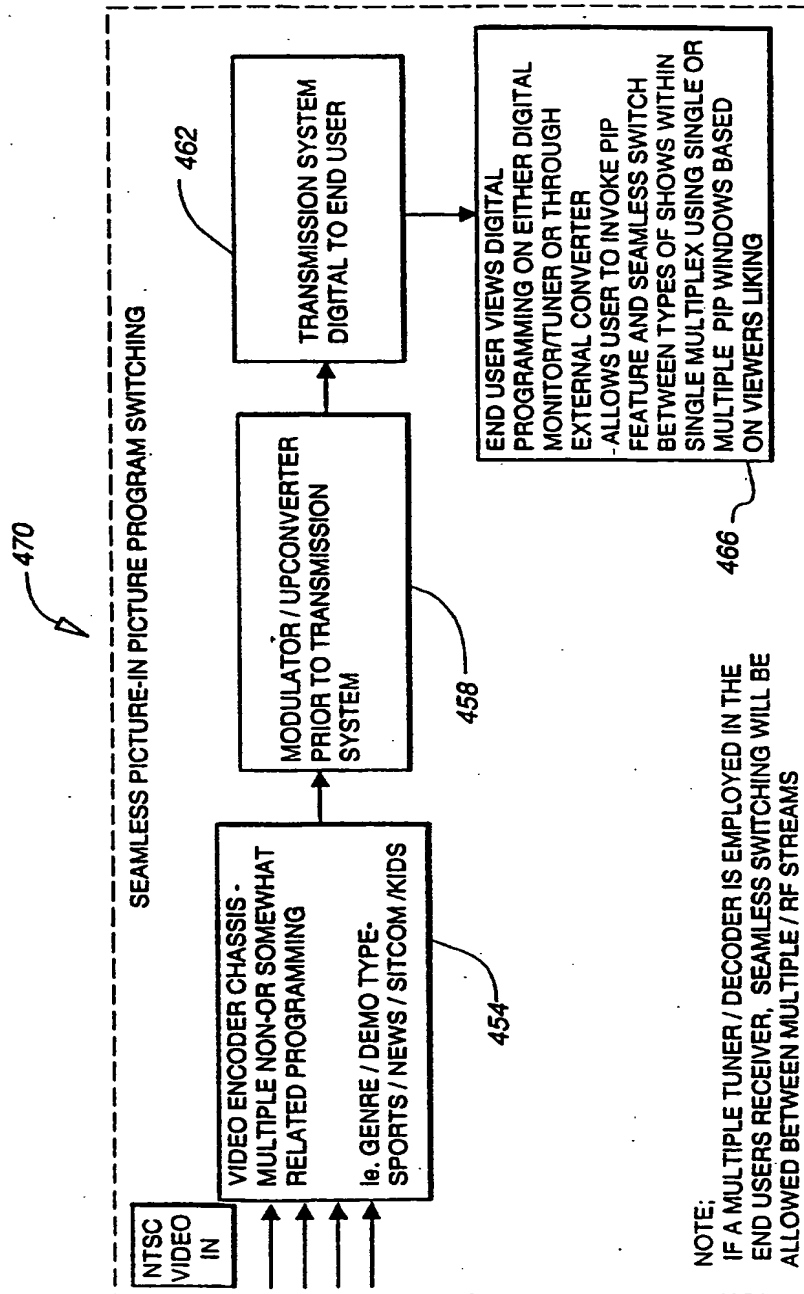 470
SEAMLESS PICTURE-IN PICTURE PROGRAM SWITCHING
NTSC
VIDEO
IN
VIDEO ENCODER CHASSIS -
MULTIPLE NON-OR SOMEWHAT
RELATED PROGRAMMING
ie. GENRE / DEMO TYPE-
SPORTS / NEWS / SITCOM /KIDS
454
MODULATOR / UPCONVERTER
PRIOR TO TRANSMISSION
SYSTEM
458
TRANSMISSION SYSTEM
DIGITAL TO END USER
462
END USER VIEWS DIGITAL
PROGRAMMING ON EITHER DIGITAL
MONITOR/TUNER OR THROUGH
EXTERNAL CONVERTER
-ALLOWS USER TO INVOKE PIP
FEATURE AND SEAMLESS SWITCH
BETWEEN TYPES OF SHOWS WITHIN
SINGLE MULTIPLEX USING SINGLE OR
MULTIPLE PIP WINDOWS BASED
ON VIEWERS LIKING
466
NOTE;
IF A MULTIPLE TUNER / DECODER IS EMPLOYED IN THE
END USERS RECEIVER, SEAMLESS SWITCHING WILL BE
ALLOWED BETWEEN MULTIPLE / RF STREAMS